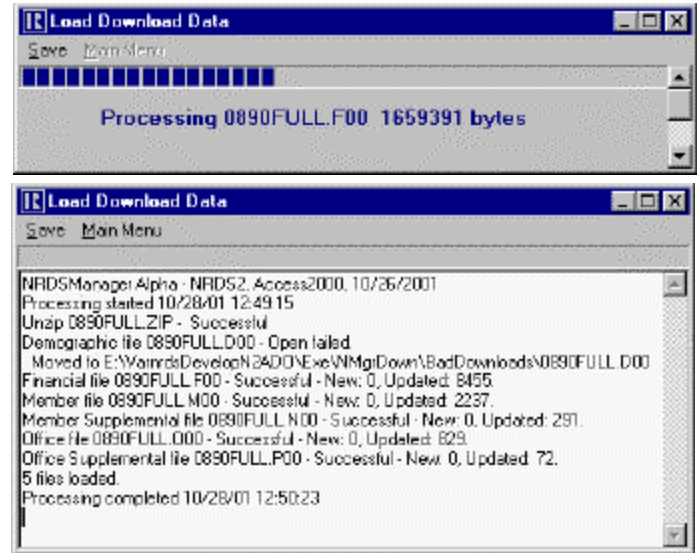 Load Download Data
Save Main Menu
Processing 0890FULL.F00 1659391 bytes
Load Download Data
Save Main Menu
NRDSManager Alpha - NRDS2, Access2000, 10/26/2001
Processing started 10/28/01 12:49:15
Unzip 0890FULL.ZIP - Successful
Demographic file 0890FULL.D00 - Open failed.
Moved to E:\VarnrdsDevelopN2ADO\Exe\NMgrDown\BadDownloads\0890FULL.D00
Financial file 0890FULL.F00 - Successful - New: 0, Updated: 8455.
Member file 0890FULL.M00 - Successful - New: 0, Updated: 2237.
Member Supplemental file 0890FULL.N00 - Successful - New: 0, Updated: 291.
Office file 0890FULL.O00 - Successful - New: 0, Updated: 829.
Office Supplemental file 0890FULL.P00 - Successful - New: 0, Updated: 72.
5 files loaded.
Processing completed 10/28/01 12:50:23